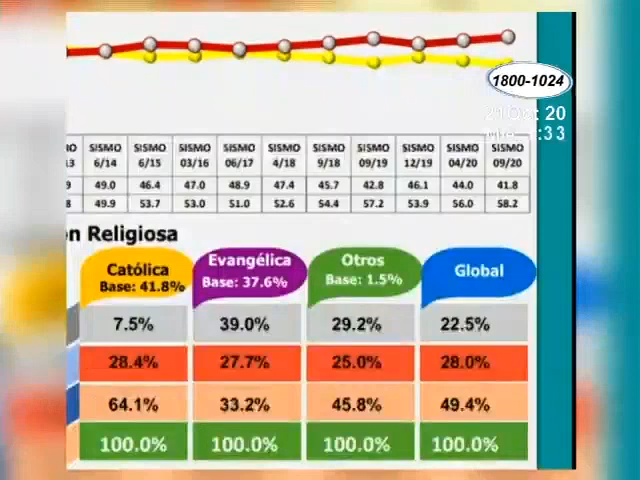 1800-1024
20
:33
SISMO SISMO SISMO SISMO SISMO SISMO SISMO SISMO SISMO SISMO
13 6/14 6/15 03/16 06/17 4/18 9/18 09/19 12/19 04/20 09/20
9 49.0 46.4 47.0 48.9 47.4 45.7 42.8 46.1 44.0 41.8
8 49.9 53.7 53.0 51.0 52.6 54.4 57.2 53.9 56.0 58.2
n Religiosa
Católica Evangélica Otros Global
Base: 41.8% Base: 37.6% Base: 1.5%
7.5% 39.0% 29.2% 22.5%
28.4% 27.7% 25.0% 28.0%
64.1% 33.2% 45.8% 49.4%
100.0% 100.0% 100.0% 100.0%